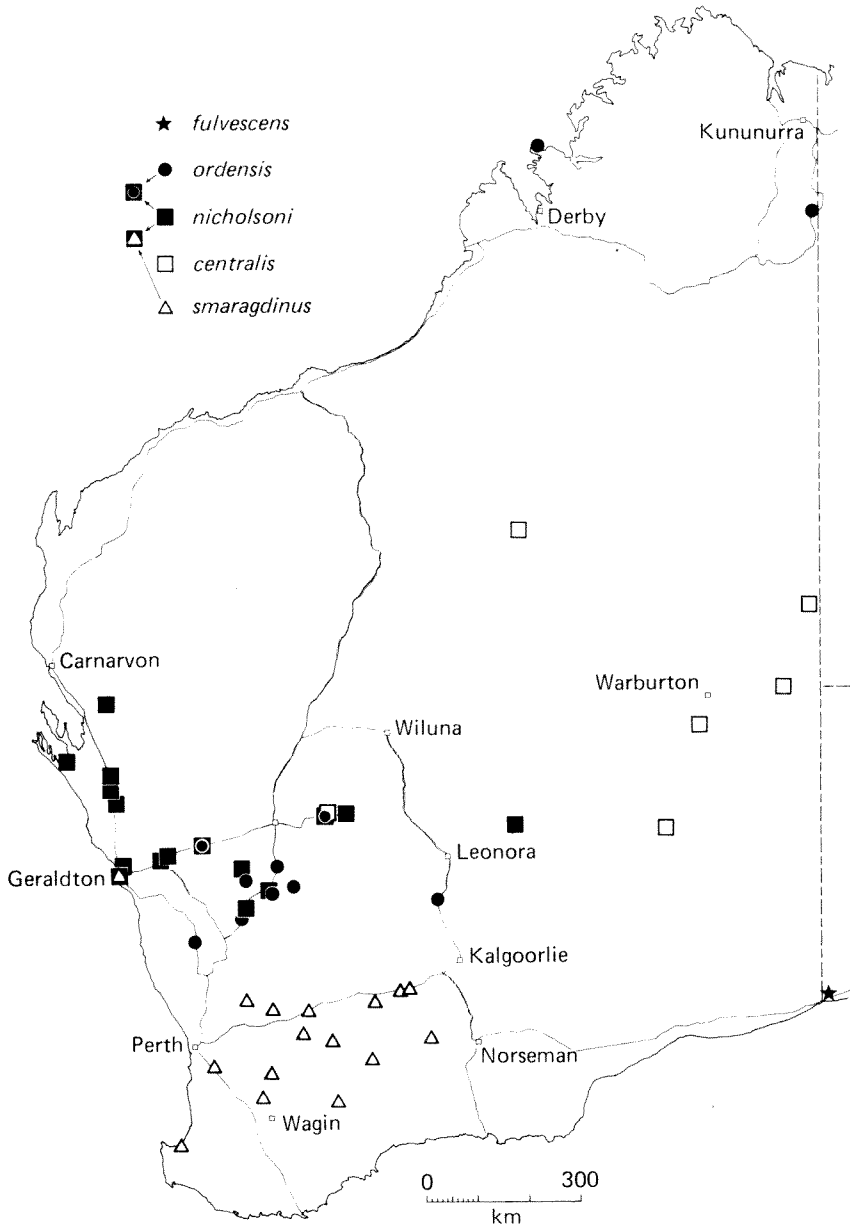 fulvescens
ordensis
nicholsoni
centralis
smaragdinus
Kununurra
Derby
Carnarvon
Warburton
Wiluna
Geraldton
Leonora
Kalgoorlie
Perth
Norseman
Wagin
0 300
km